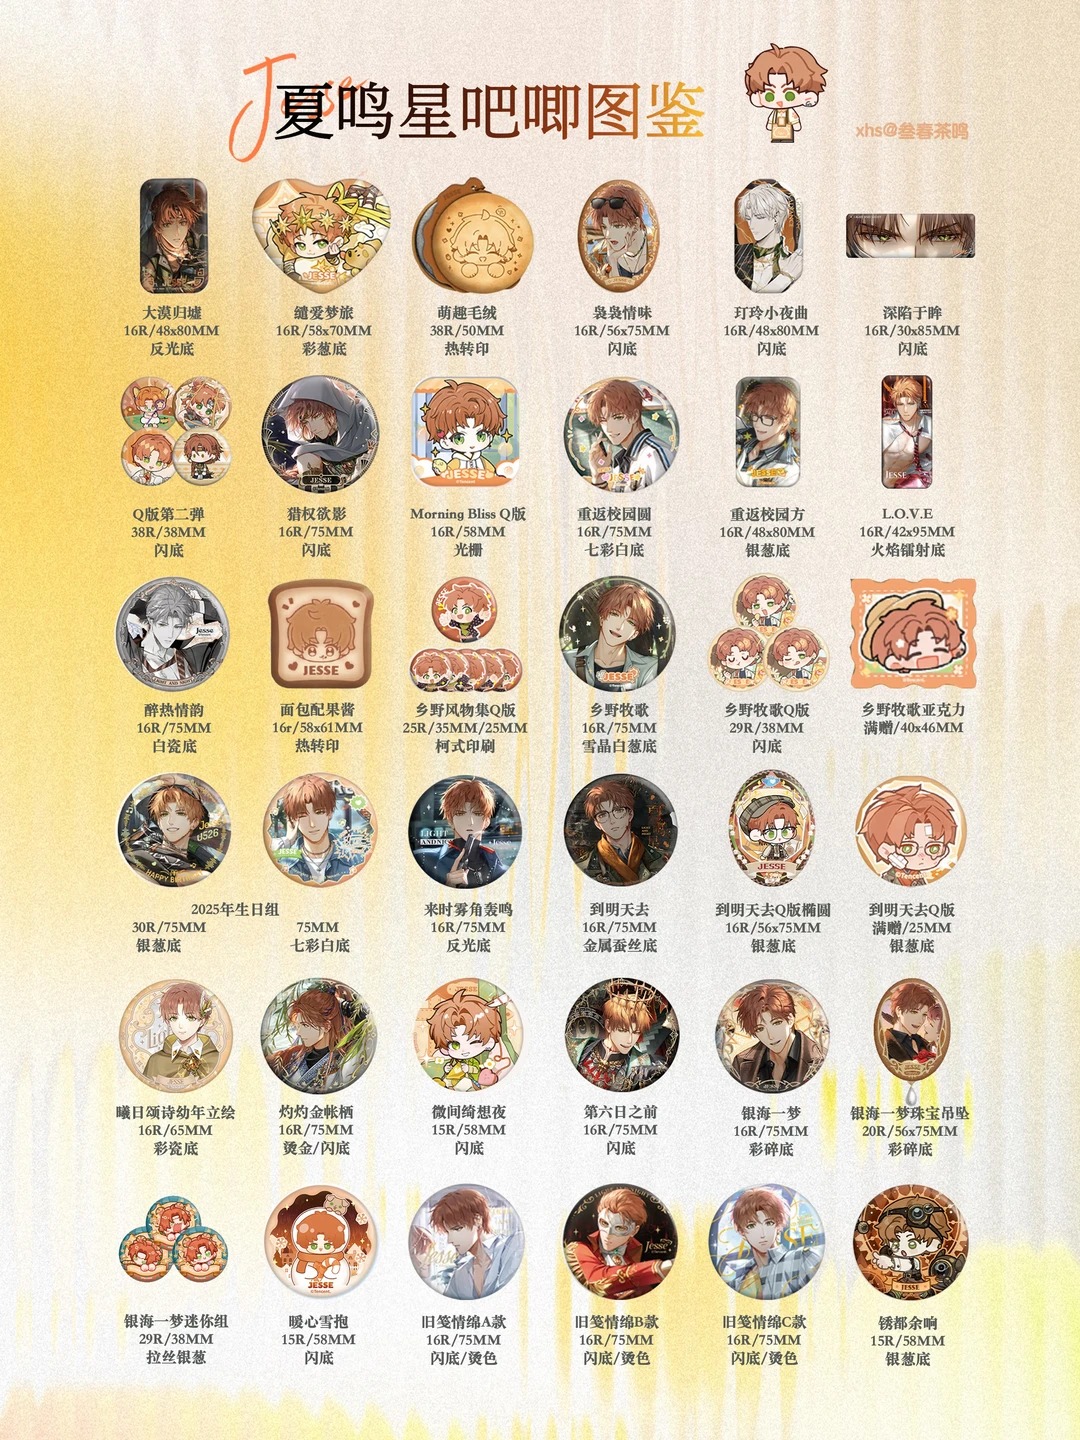 Jesse
夏鸣星吧唧图鉴
xhs@叁春茶鸣
大漠归墟
16R/48x80MM
反光底
缱爱梦旅
16R/58x70MM
彩葱底
萌趣毛绒
38R/50MM
热转印
袅袅情味
16R/56x75MM
闪底
玎玲小夜曲
16R/48x80MM
闪底
深陷于眸
16R/30x85MM
闪底
Q版第二弹
38R/38MM
闪底
猎权欲影
16R/75MM
闪底
Morning Bliss Q版
16R/58MM
光栅
重返校园圆
16R/75MM
七彩白底
重返校园方
16R/48x80MM
银葱底
L.O.V.E
16R/42x95MM
火焰镭射底
醉热情韵
16R/75MM
白瓷底
面包配果酱
16r/58x61MM
热转印
乡野风物集Q版
25R/35MM/25MM
柯式印刷
乡野牧歌
16R/75MM
雪晶白葱底
乡野牧歌Q版
29R/38MM
闪底
乡野牧歌亚克力
满赠/40x46MM
2025年生日组
30R/75MM
银葱底
75MM
七彩白底
来时雾角轰鸣
16R/75MM
反光底
到明天去
16R/75MM
金属蚕丝底
到明天去Q版椭圆
16R/56x75MM
银葱底
到明天去Q版
满赠/25MM
银葱底
曦日颂诗幼年立绘
16R/65MM
彩瓷底
灼灼金帐栖
16R/75MM
烫金/闪底
微间绮想夜
15R/58MM
闪底
第六日之前
16R/75MM
闪底
银海一梦
16R/75MM
彩碎底
银海一梦珠宝吊坠
20R/56x75MM
彩碎底
银海一梦迷你组
29R/38MM
拉丝银葱
暖心雪抱
15R/58MM
闪底
旧笺情绵A款
16R/75MM
闪底/烫色
旧笺情绵B款
16R/75MM
闪底/烫色
旧笺情绵C款
16R/75MM
闪底/烫色
锈都余响
15R/58MM
银葱底